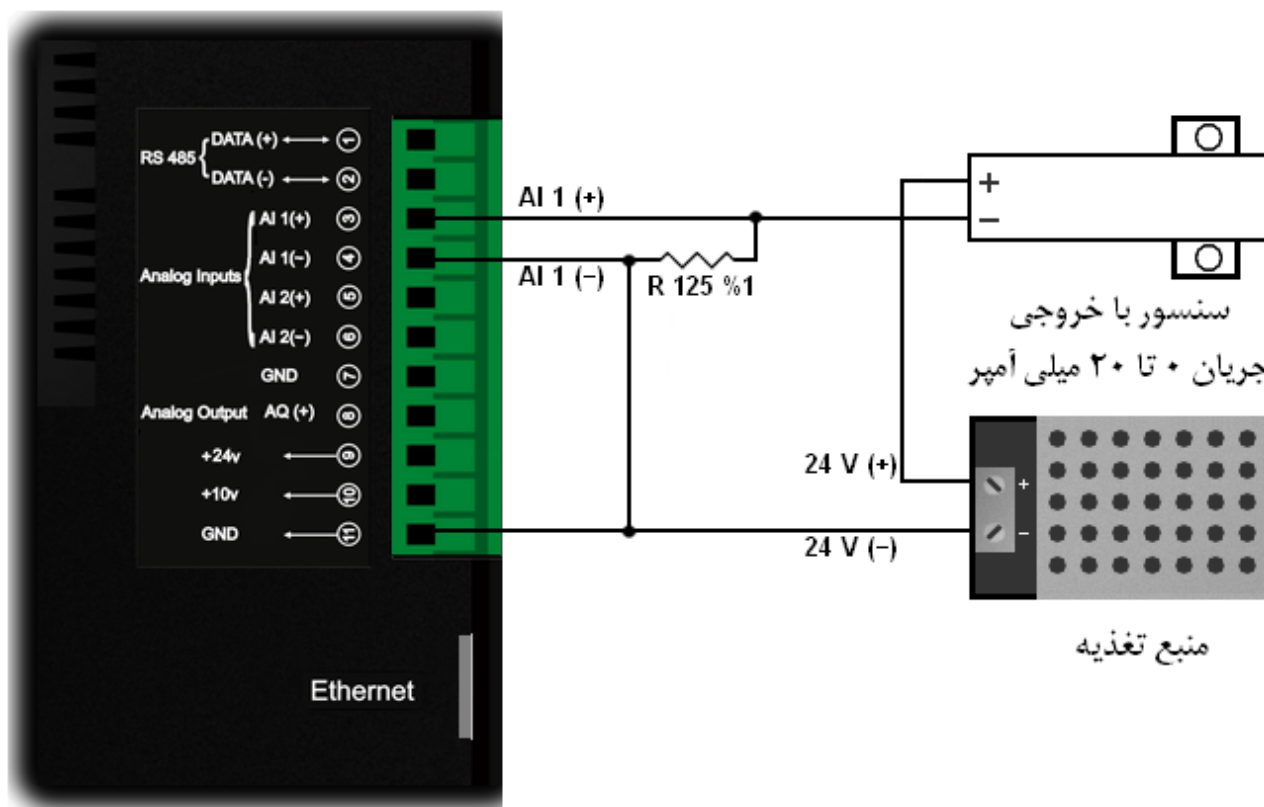 RS 485
DATA (+)
1
DATA (-)
2
Analog Inputs
AI 1(+)
3
AI 1(−)
4
AI 2(+)
5
AI 2(−)
6
GND
7
Analog Output
AQ (+)
8
+24v
9
+10v
10
GND
11
Ethernet
AI 1 (+)
AI 1 (−)
R 125 %1
+
−
سنسور با خروجی
جریان ۰ تا ۲۰ میلی آمپر
24 V (+)
24 V (−)
+
−
منبع تغذیه